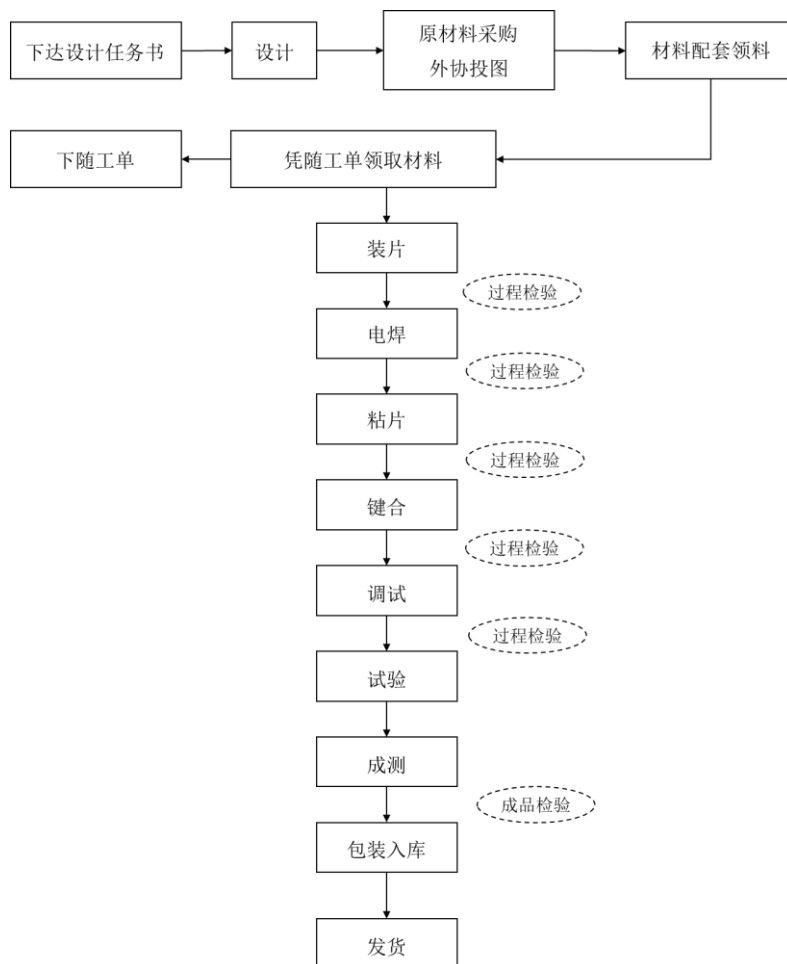 下达设计任务书
设计
原材料采购
外协投图
材料配套领料
下随工单
凭随工单领取材料
装片
过程检验
电焊
过程检验
粘片
过程检验
键合
过程检验
调试
过程检验
试验
成测
成品检验
包装入库
发货